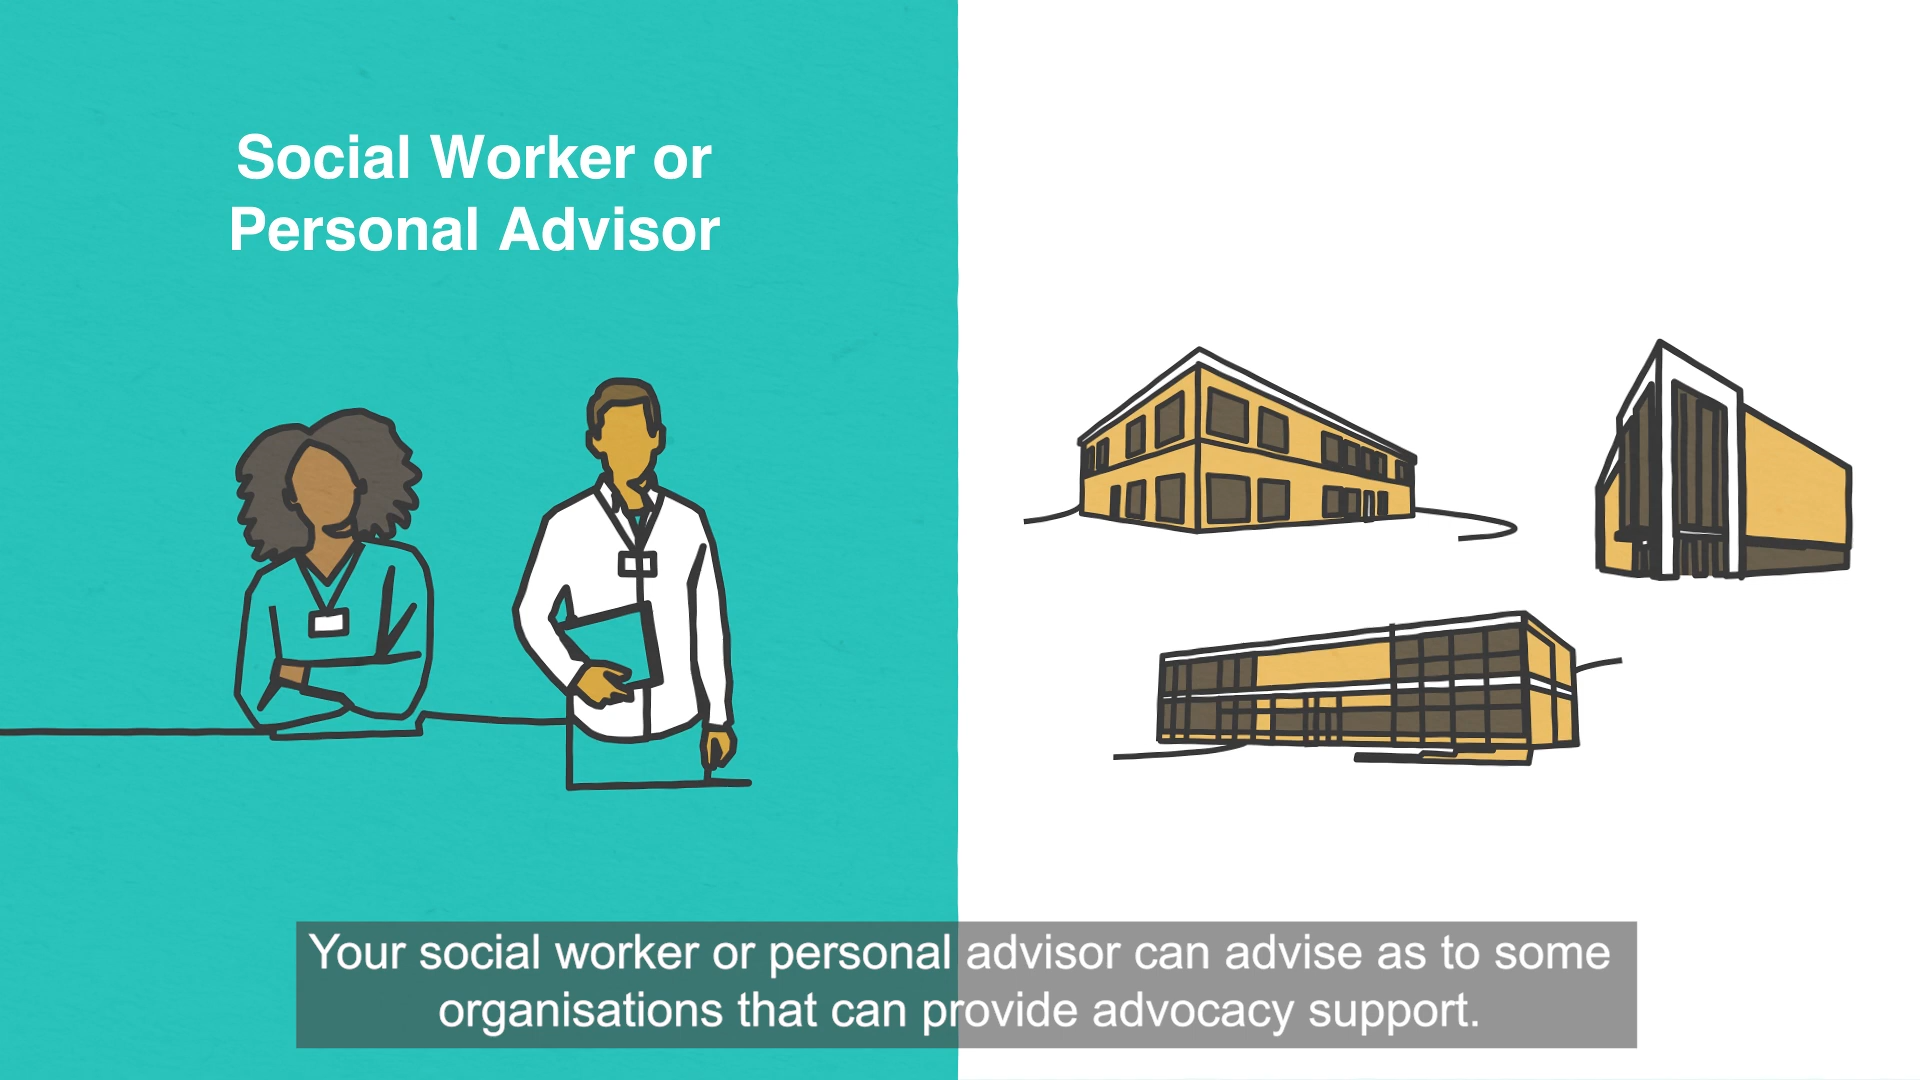 Social Worker or
Personal Advisor
Your social worker or personal advisor can advise as to some
organisations that can provide advocacy support.